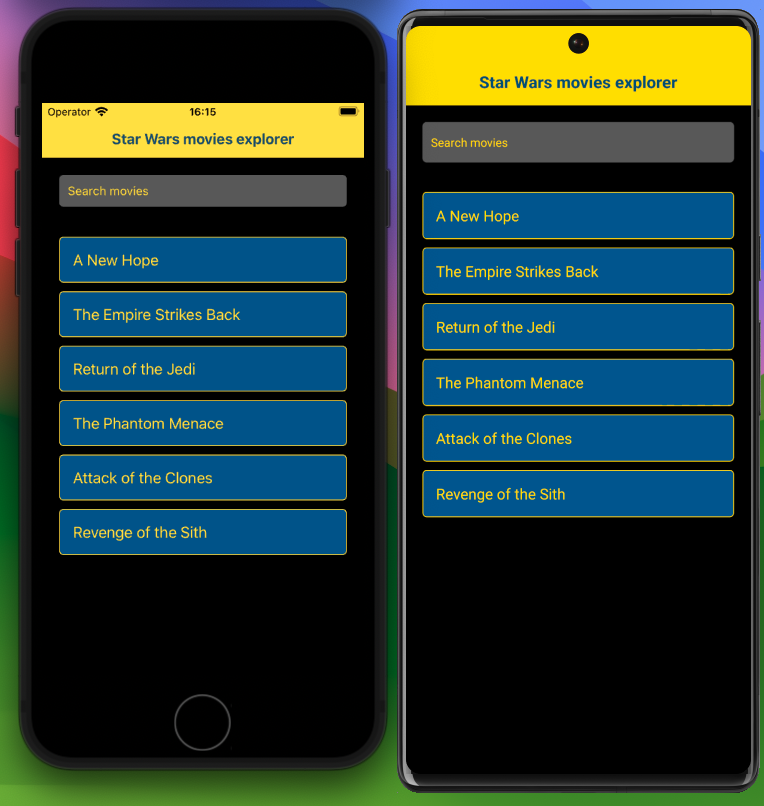 Operator 16:15
Star Wars movies explorer
Search movies
A New Hope
The Empire Strikes Back
Return of the Jedi
The Phantom Menace
Attack of the Clones
Revenge of the Sith
Star Wars movies explorer
Search movies
A New Hope
The Empire Strikes Back
Return of the Jedi
The Phantom Menace
Attack of the Clones
Revenge of the Sith